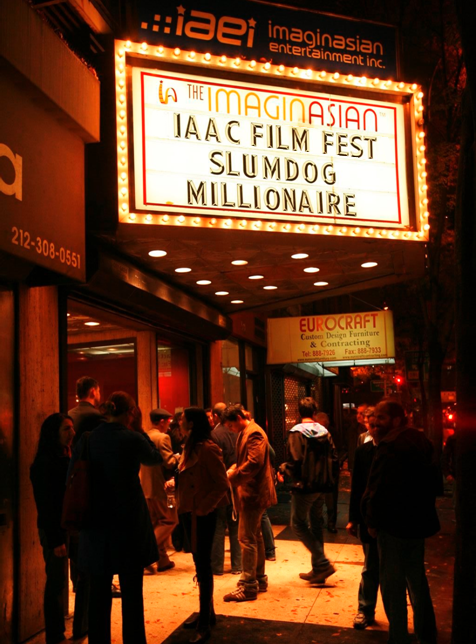 iaei imaginasian
entertainment inc.
THE IMAGINASIAN
IAAC FILM FEST
SLUMDOG
MILLIONAIRE
a
212-308-0551
EUROCRAFT
Custom Design Furniture
& Contracting